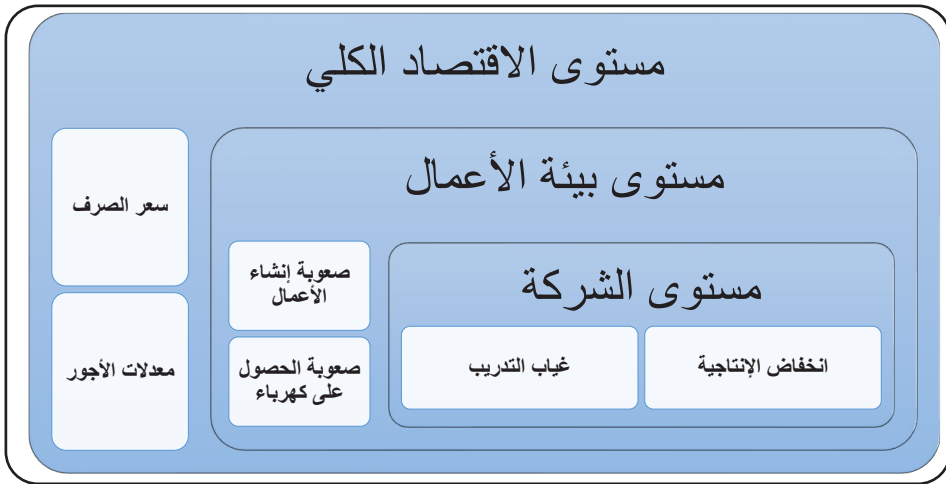 مستوى الاقتصاد الكلي
سعر الصرف
معدلات الأجور
مستوى بيئة الأعمال
صعوبة إنشاء
الأعمال
صعوبة الحصول
على كهرباء
مستوى الشركة
انخفاض الإنتاجية
غياب التدريب